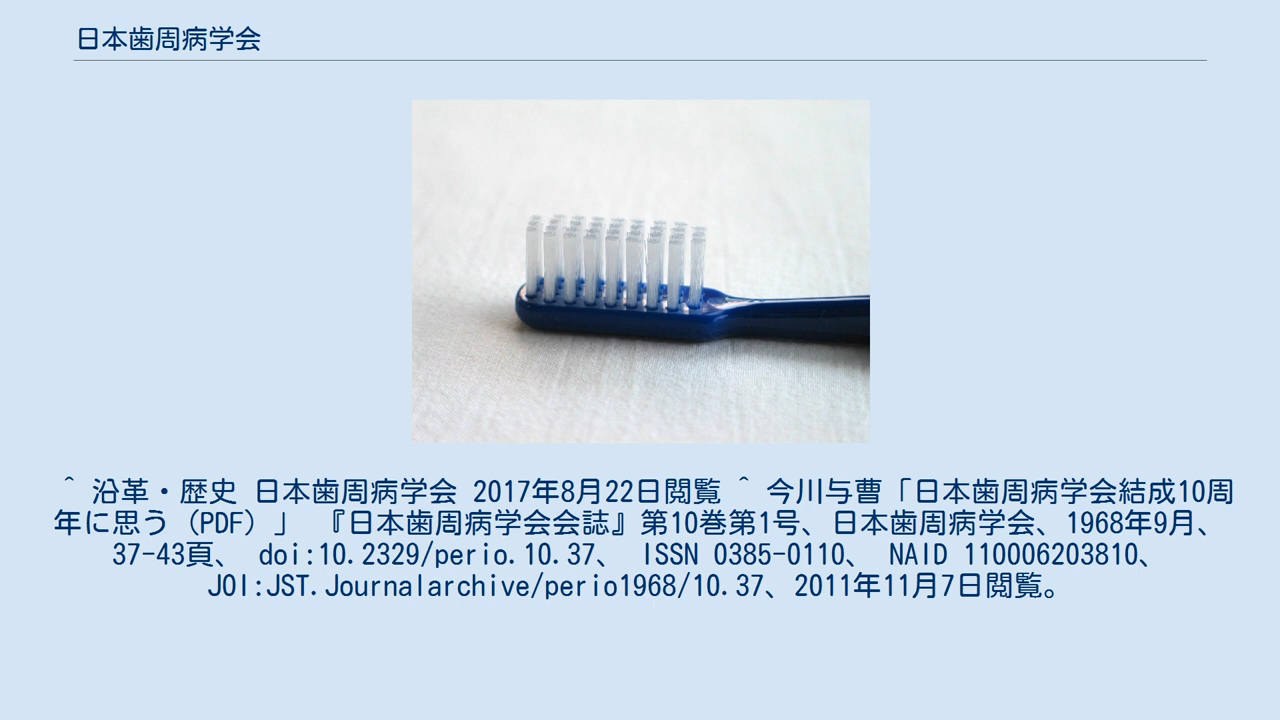 日本歯周病学会
^ 沿革・歴史 日本歯周病学会 2017年8月22日閲覧 ^ 今川与曹「日本歯周病学会結成10周
年に思う（PDF）」 『日本歯周病学会会誌』第10巻第1号、日本歯周病学会、1968年9月、
37-43頁、 doi:10.2329/perio.10.37、 ISSN 0385-0110、 NAID 110006203810、
JOI:JST.Journalarchive/perio1968/10.37、2011年11月7日閲覧。